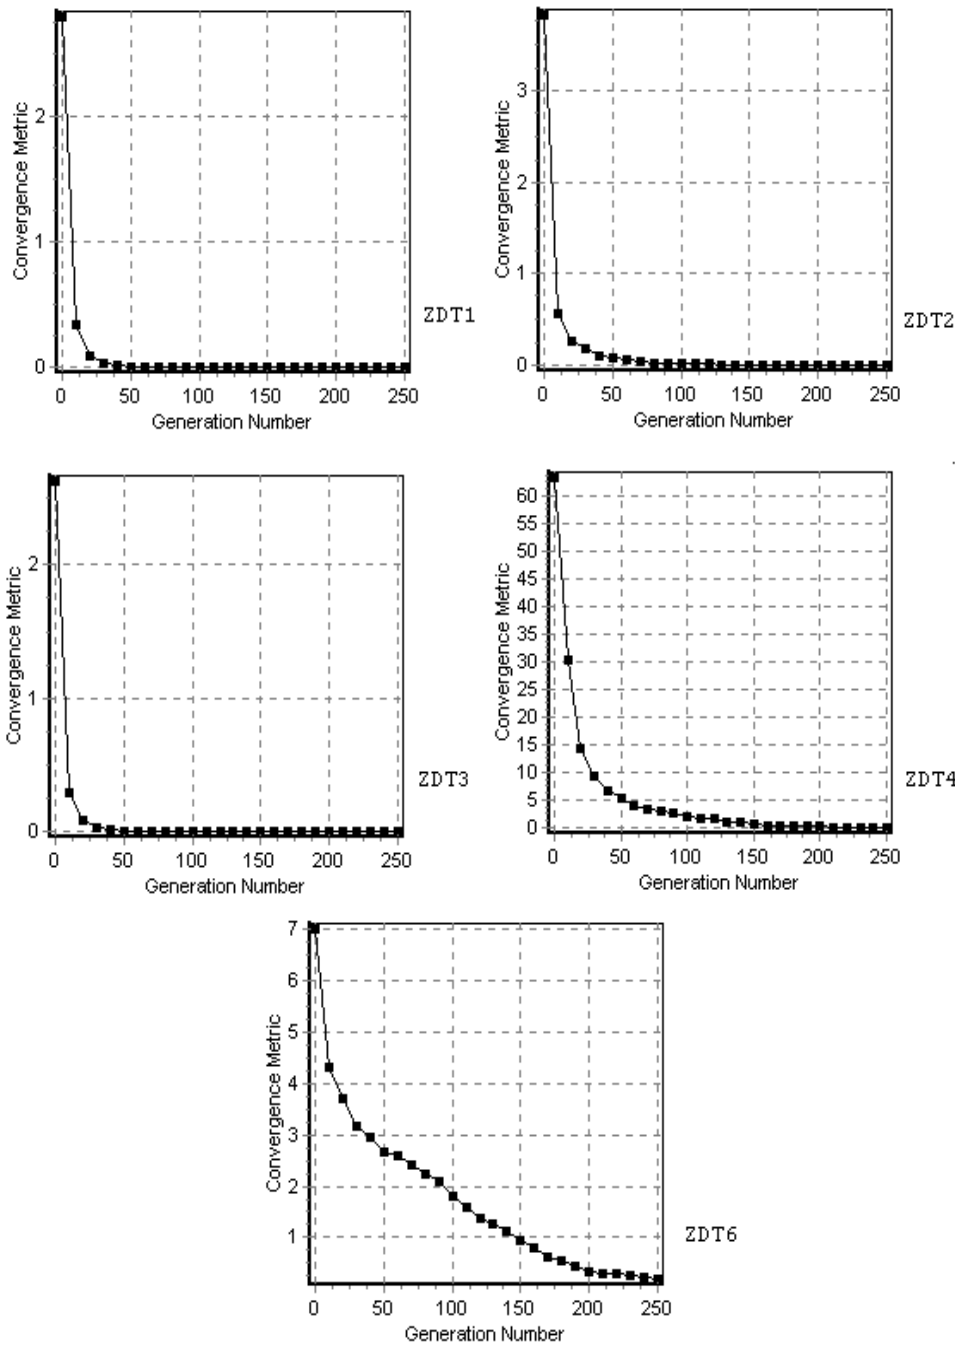 Convergence Metric
2
1
0
0 50 100 150 200 250
Generation Number
ZDT1
Convergence Metric
3
2
1
0
0 50 100 150 200 250
Generation Number
ZDT2
Convergence Metric
2
1
0
0 50 100 150 200 250
Generation Number
ZDT3
Convergence Metric
60
55
50
45
40
35
30
25
20
15
10
5
0
0 50 100 150 200 250
Generation Number
ZDT4
Convergence Metric
7
6
5
4
3
2
1
0 50 100 150 200 250
Generation Number
ZDT6